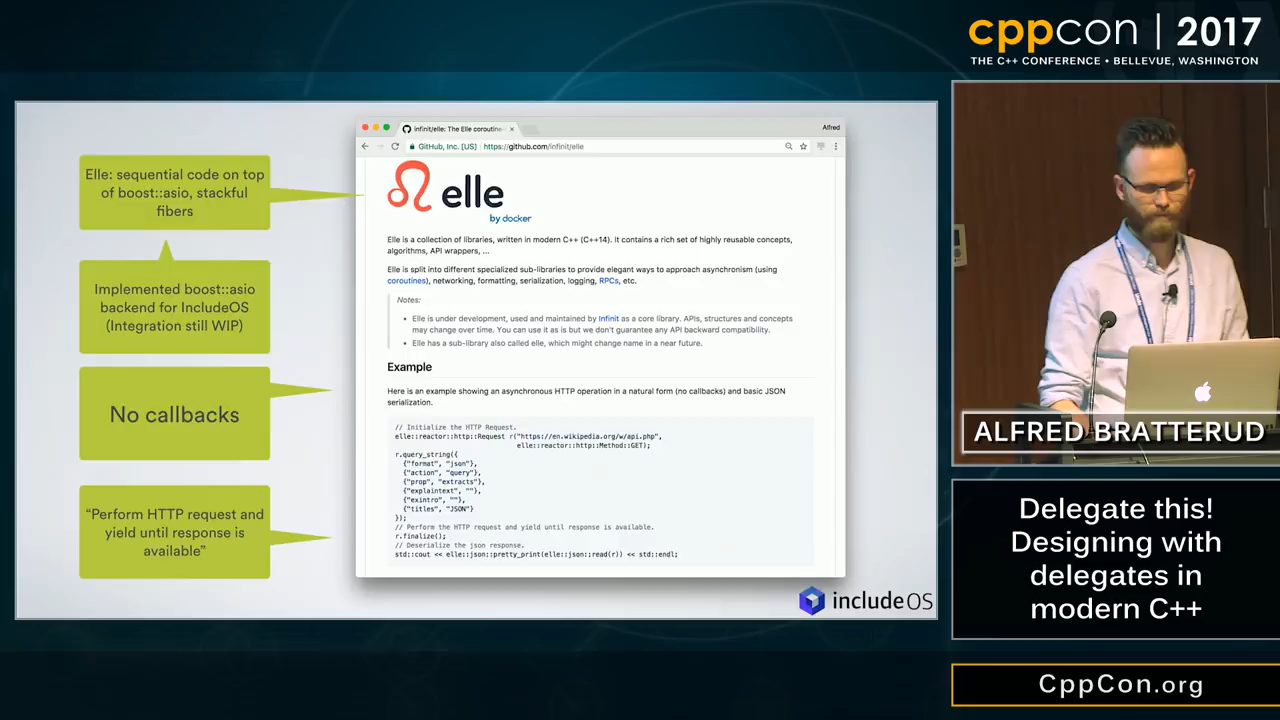 cppcon | 2017
THE C++ CONFERENCE • BELLEVUE, WASHINGTON
Elle: sequential code on top
of boost::asio, stackful
fibers
Implemented boost::asio
backend for IncludeOS
(Integration still WIP)
No callbacks
“Perform HTTP request and
yield until response is
available”
infinit/elle: The Elle coroutine-
Alfred
GitHub, Inc. [US]
https://github.com/infinit/elle
elle
by docker
Elle is a collection of libraries, written in modern C++ (C++14). It contains a rich set of highly reusable concepts,
algorithms, API wrappers, ...
Elle is split into different specialized sub-libraries to provide elegant ways to approach asynchronism (using
coroutines), networking, formatting, serialization, logging, RPCs, etc.
Notes:
• Elle is under development, used and maintained by Infinit as a core library. APIs, structures and concepts
may change over time. You can use it as is but we don't guarantee any API backward compatibility.
• Elle has a sub-library also called elle, which might change name in a near future.
Example
Here is an example showing an asynchronous HTTP operation in a natural form (no callbacks) and basic JSON
serialization.
// Initialize the HTTP Request.
elle::reactor::http::Request r("https://en.wikipedia.org/w/api.php",
elle::reactor::http::Method::GET);
r.query_string({
{"format", "json"},
{"action", "query"},
{"prop", "extracts"},
{"explaintext", ""},
{"exintro", ""},
{"titles", "JSON"}
});
// Perform the HTTP request and yield until response is available.
r.finalize();
// Deserialize the json response.
std::cout << elle::json::pretty_print(elle::json::read(r)) << std::endl;
includeOS
ALFRED BRATTERUD
Delegate this!
Designing with
delegates in
modern C++
CppCon.org